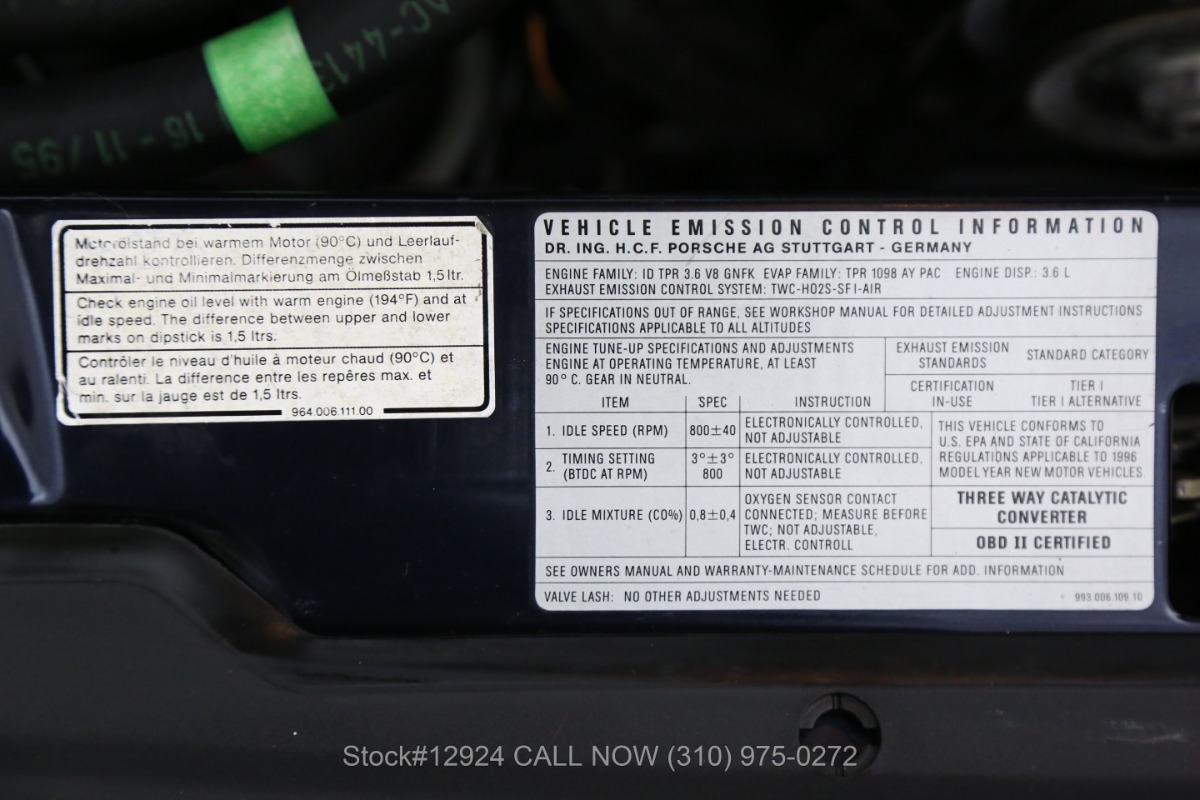 AC-4413
16-11/95
Motorölstand bei warmem Motor (90°C) und Leerlauf-
drehzahl kontrollieren. Differenzmenge zwischen
Maximal- und Minimalmarkierung am Ölmeßstab 1,5 ltr.
Check engine oil level with warm engine (194°F) and at
idle speed. The difference between upper and lower
marks on dipstick is 1,5 ltrs.
Contrôler le niveau d'huile à moteur chaud (90°C) et
au ralenti. La difference entre les repêres max. et
min. sur la jauge est de 1,5 ltrs.
964.006.111.00
VEHICLE EMISSION CONTROL INFORMATION
DR. ING. H.C.F. PORSCHE AG STUTTGART - GERMANY
ENGINE FAMILY: ID TPR 3.6 V8 GNFK EVAP FAMILY: TPR 1098 AY PAC ENGINE DISP.: 3.6 L
EXHAUST EMISSION CONTROL SYSTEM: TWC-HO2S-SFI-AIR
IF SPECIFICATIONS OUT OF RANGE, SEE WORKSHOP MANUAL FOR DETAILED ADJUSTMENT INSTRUCTIONS
SPECIFICATIONS APPLICABLE TO ALL ALTITUDES
ENGINE TUNE-UP SPECIFICATIONS AND ADJUSTMENTS
ENGINE AT OPERATING TEMPERATURE, AT LEAST
90° C. GEAR IN NEUTRAL.
EXHAUST EMISSION
STANDARDS
STANDARD CATEGORY
CERTIFICATION
IN-USE
TIER I
TIER I ALTERNATIVE
ITEM
SPEC
INSTRUCTION
1. IDLE SPEED (RPM)
800±40
ELECTRONICALLY CONTROLLED,
NOT ADJUSTABLE
2. TIMING SETTING
(BTDC AT RPM)
3°±3°
800
ELECTRONICALLY CONTROLLED,
NOT ADJUSTABLE
3. IDLE MIXTURE (CO%)
0,8±0,4
OXYGEN SENSOR CONTACT
CONNECTED; MEASURE BEFORE
TWC; NOT ADJUSTABLE,
ELECTR. CONTROLL
THIS VEHICLE CONFORMS TO
U.S. EPA AND STATE OF CALIFORNIA
REGULATIONS APPLICABLE TO 1996
MODEL YEAR NEW MOTOR VEHICLES.
THREE WAY CATALYTIC
CONVERTER
OBD II CERTIFIED
SEE OWNERS MANUAL AND WARRANTY-MAINTENANCE SCHEDULE FOR ADD. INFORMATION
VALVE LASH: NO OTHER ADJUSTMENTS NEEDED
993.006.109.10
Stock#12924 CALL NOW (310) 975-0272